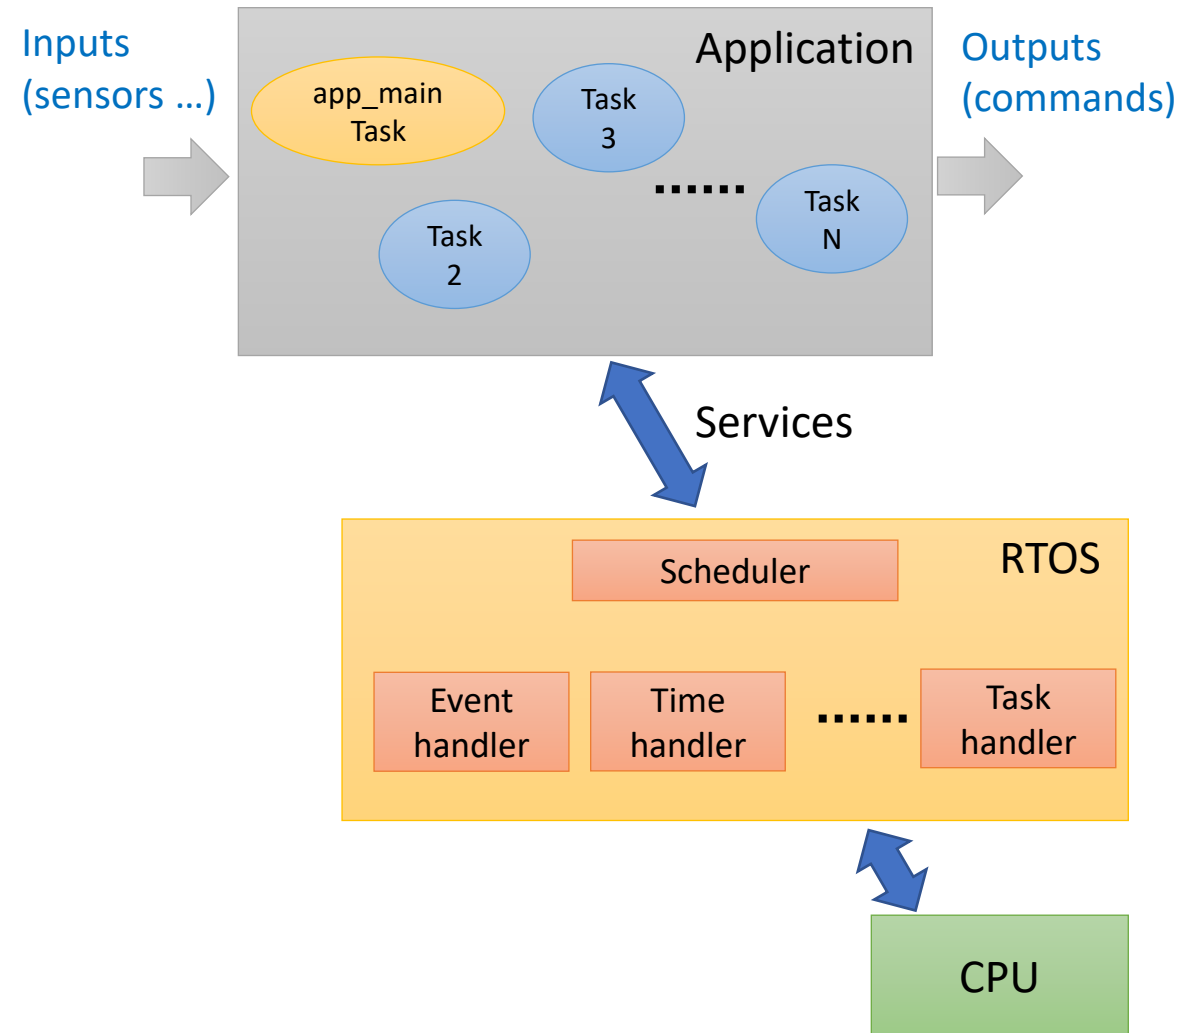 Inputs
(sensors ...)
Application
Outputs
(commands)
app_main
Task
Task
3
......
Task
N
Task
2
Services
RTOS
Scheduler
Event
handler
Time
handler
......
Task
handler
CPU